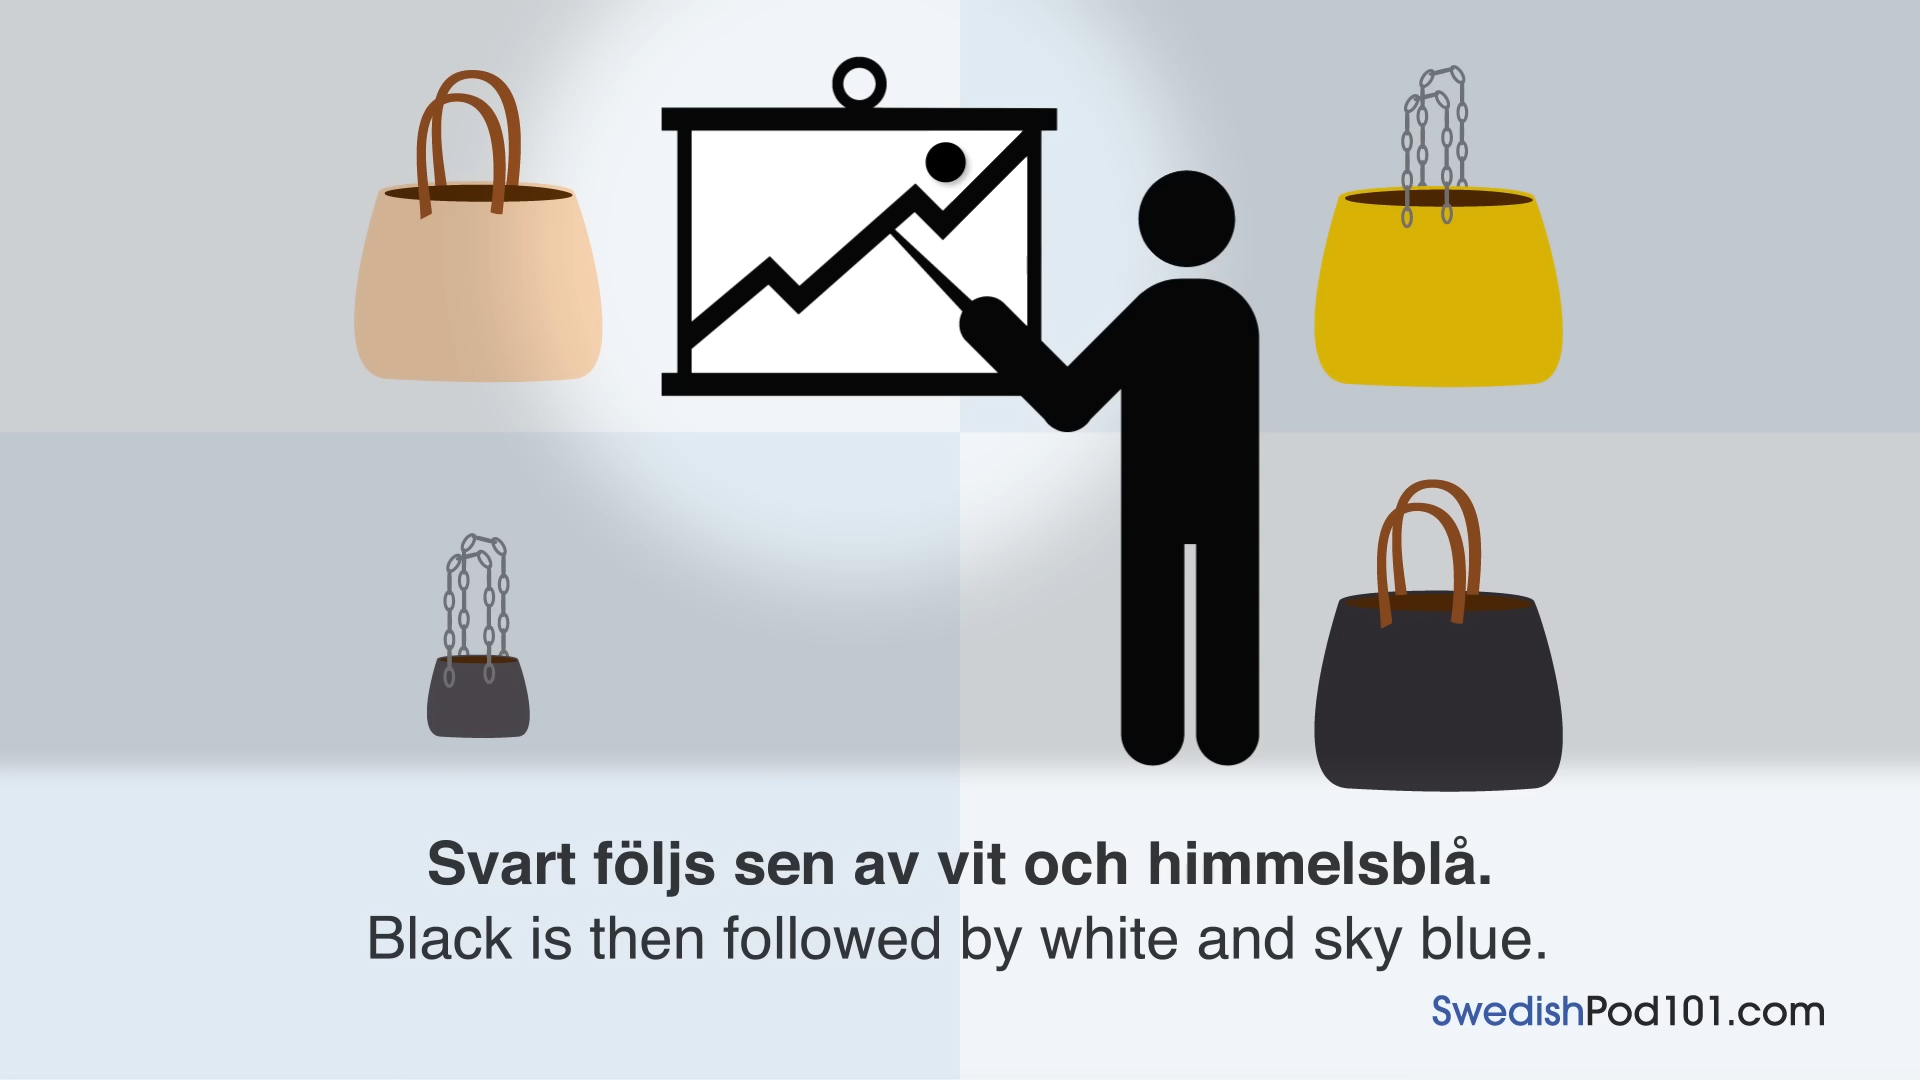 Svart följs sen av vit och himmelsblå.
Black is then followed by white and sky blue.
SwedishPod101.com